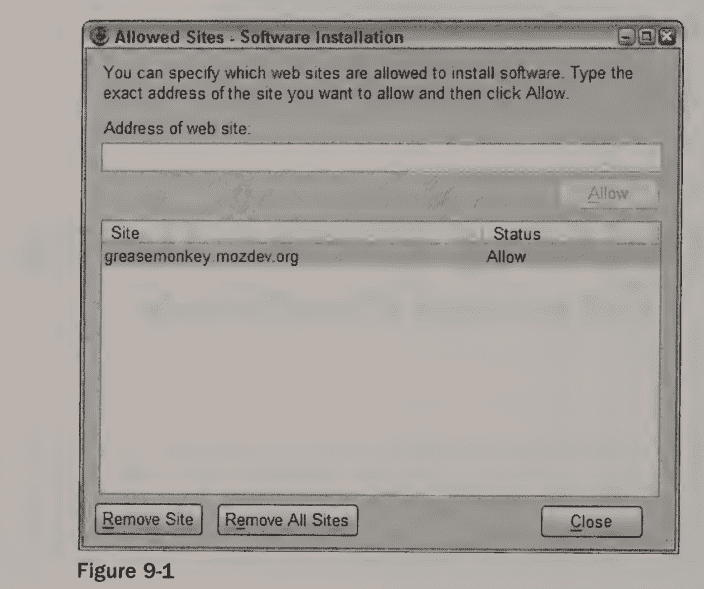 Allowed Sites - Software Installation
You can specify which web sites are allowed to install software. Type the
exact address of the site you want to allow and then click Allow.
Address of web site:
Allow
Site Status
greasemonkey.mozdev.org Allow
Remove Site Remove All Sites Close
Figure 9-1